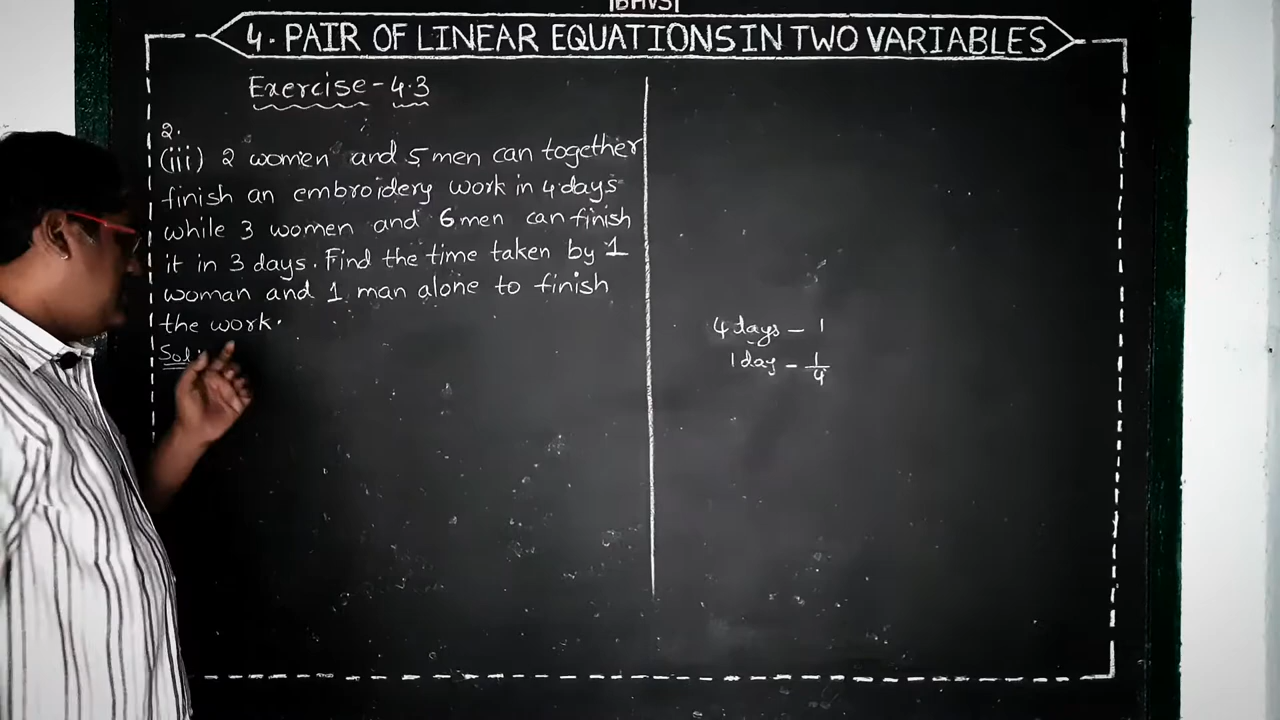 BHVS
4. PAIR OF LINEAR EQUATIONS IN TWO VARIABLES
Exercise - 4.3
2.
(iii) 2 women and 5 men can together
finish an embroidery work in 4 days
while 3 women and 6 men can finish
it in 3 days. Find the time taken by 1
woman and 1 man alone to finish
the work.
Sol:
4 days - 1
1 day - 1/4